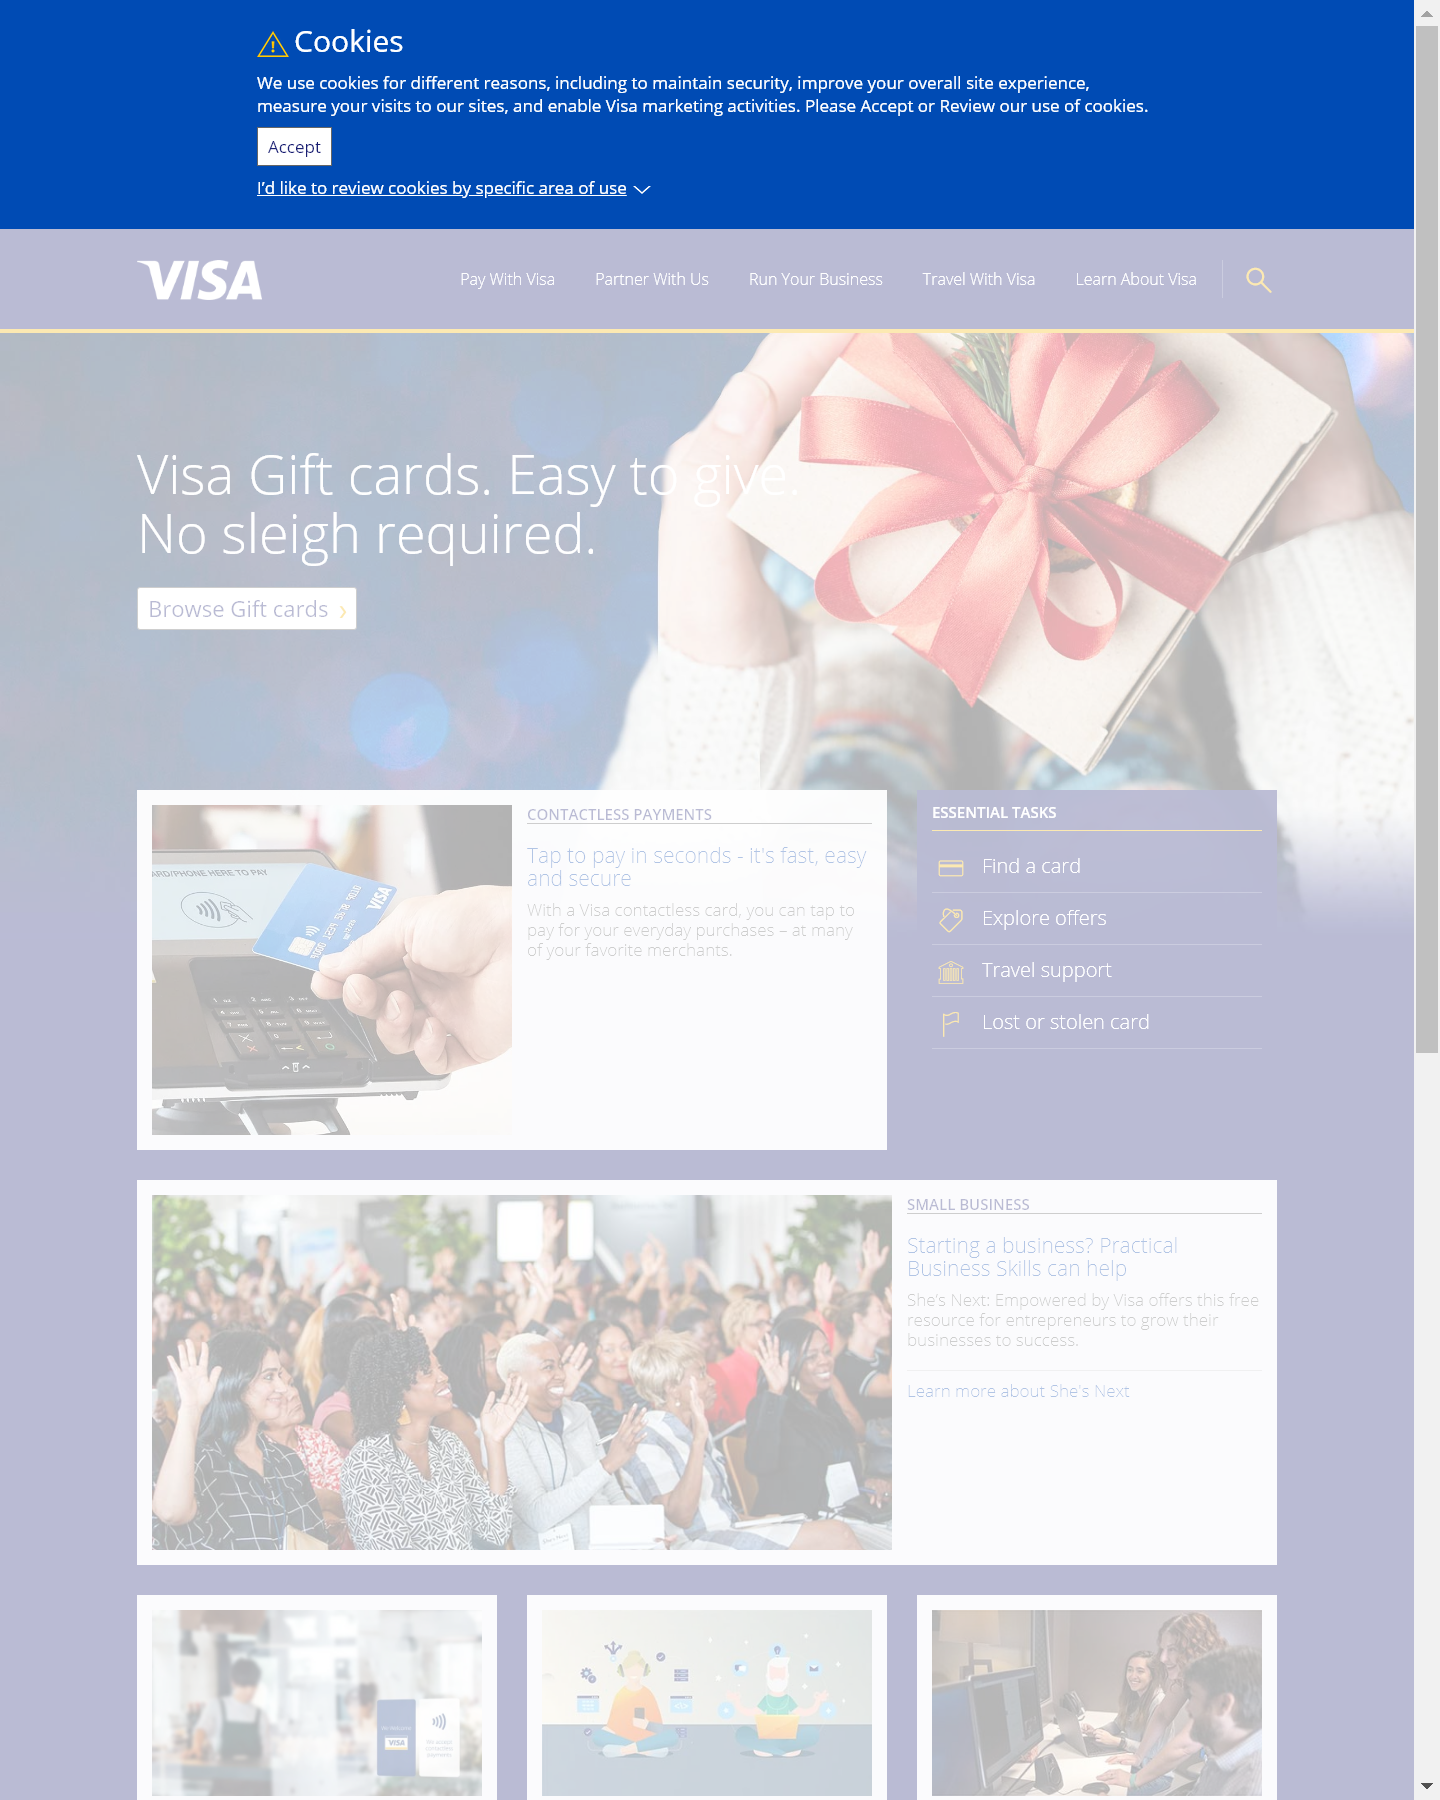 Cookies
We use cookies for different reasons, including to maintain security, improve your overall site experience,
measure your visits to our sites, and enable Visa marketing activities. Please Accept or Review our use of cookies.
Accept
I'd like to review cookies by specific area of use
VISA
Pay With Visa
Partner With Us
Run Your Business
Travel With Visa
Learn About Visa
Visa Gift cards. Easy to give.
No sleigh required.
Browse Gift cards
CARD/PHONE HERE TO PAY
VISA
CONTACTLESS PAYMENTS
Tap to pay in seconds - it's fast, easy
and secure
With a Visa contactless card, you can tap to
pay for your everyday purchases – at many
of your favorite merchants.
ESSENTIAL TASKS
Find a card
Explore offers
Travel support
Lost or stolen card
SMALL BUSINESS
Starting a business? Practical
Business Skills can help
She's Next: Empowered by Visa offers this free
resource for entrepreneurs to grow their
businesses to success.
Learn more about She's Next
VISA